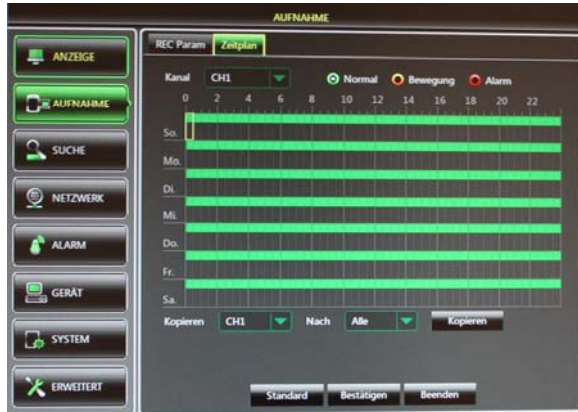 AUFNAHME
ANZEIGE
AUFNAHME
SUCHE
NETZWERK
ALARM
GERÄT
SYSTEM
ERWEITERT
REC Param Zeitplan
Kanal CH1 Normal Bewegung Alarm
0 2 4 6 8 10 12 14 16 18 20 22
So.
Mo.
Di.
Mi.
Do.
Fr.
Sa.
Kopieren CH1 Nach Alle Kopieren
Standard Bestätigen Beenden